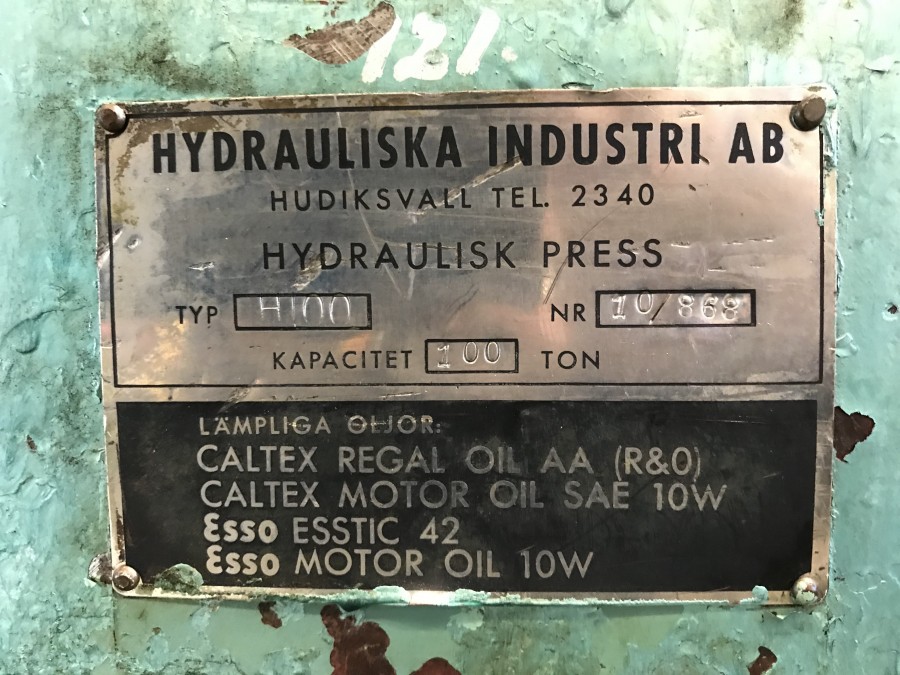 121.
HYDRAULISKA INDUSTRI AB
HUDIKSVALL TEL. 2340
HYDRAULISK PRESS
TYP H100 NR 10/868
KAPACITET 100 TON
LÄMPLIGA OLJOR:
CALTEX REGAL OIL AA (R&O)
CALTEX MOTOR OIL SAE 10W
Esso ESSTIC 42
Esso MOTOR OIL 10W